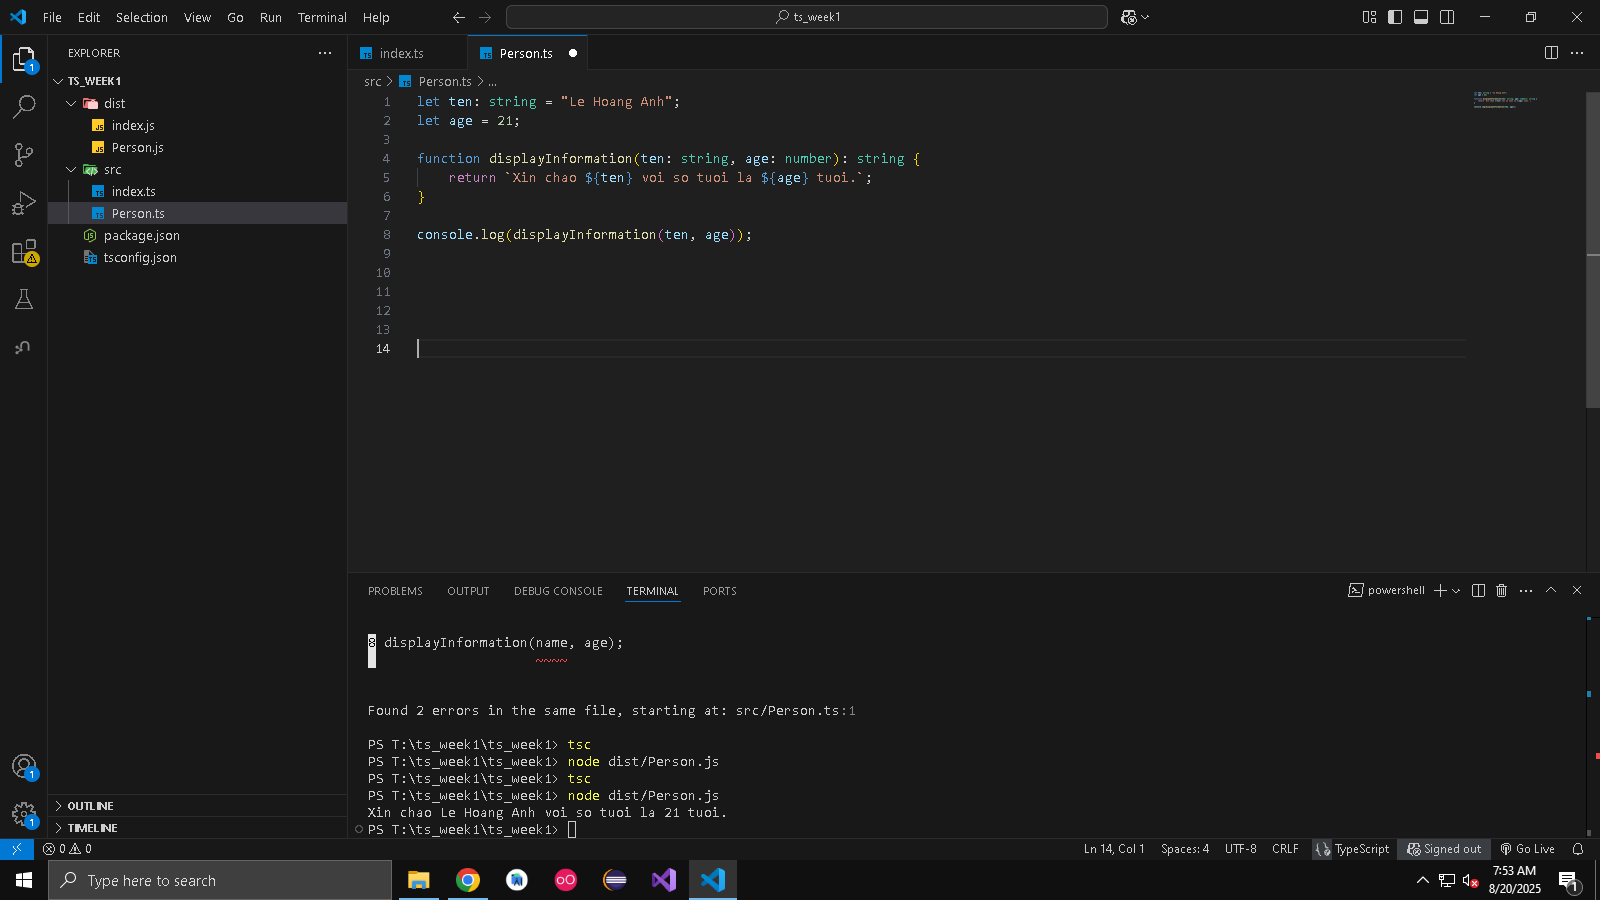 File Edit Selection View Go Run Terminal Help
ts_week1
EXPLORER
TS_WEEK1
dist
index.js
Person.js
src
index.ts
Person.ts
package.json
tsconfig.json
OUTLINE
TIMELINE
1
1
1
index.ts
Person.ts
src > Person.ts > ...
1 let ten: string = "Le Hoang Anh";
2 let age = 21;
3
4 function displayInformation(ten: string, age: number): string {
5 return `Xin chao ${ten} voi so tuoi la ${age} tuoi.`;
6 }
7
8 console.log(displayInformation(ten, age));
9
10
11
12
13
14
PROBLEMS OUTPUT DEBUG CONSOLE TERMINAL PORTS
powershell
8 displayInformation(name, age);
~~~~
Found 2 errors in the same file, starting at: src/Person.ts:1
PS T:\ts_week1\ts_week1> tsc
PS T:\ts_week1\ts_week1> node dist/Person.js
PS T:\ts_week1\ts_week1> tsc
PS T:\ts_week1\ts_week1> node dist/Person.js
Xin chao Le Hoang Anh voi so tuoi la 21 tuoi.
PS T:\ts_week1\ts_week1>
0 0
Ln 14, Col 1 Spaces: 4 UTF-8 CRLF TypeScript Signed out Go Live
Type here to search
7:53 AM
8/20/2025
1